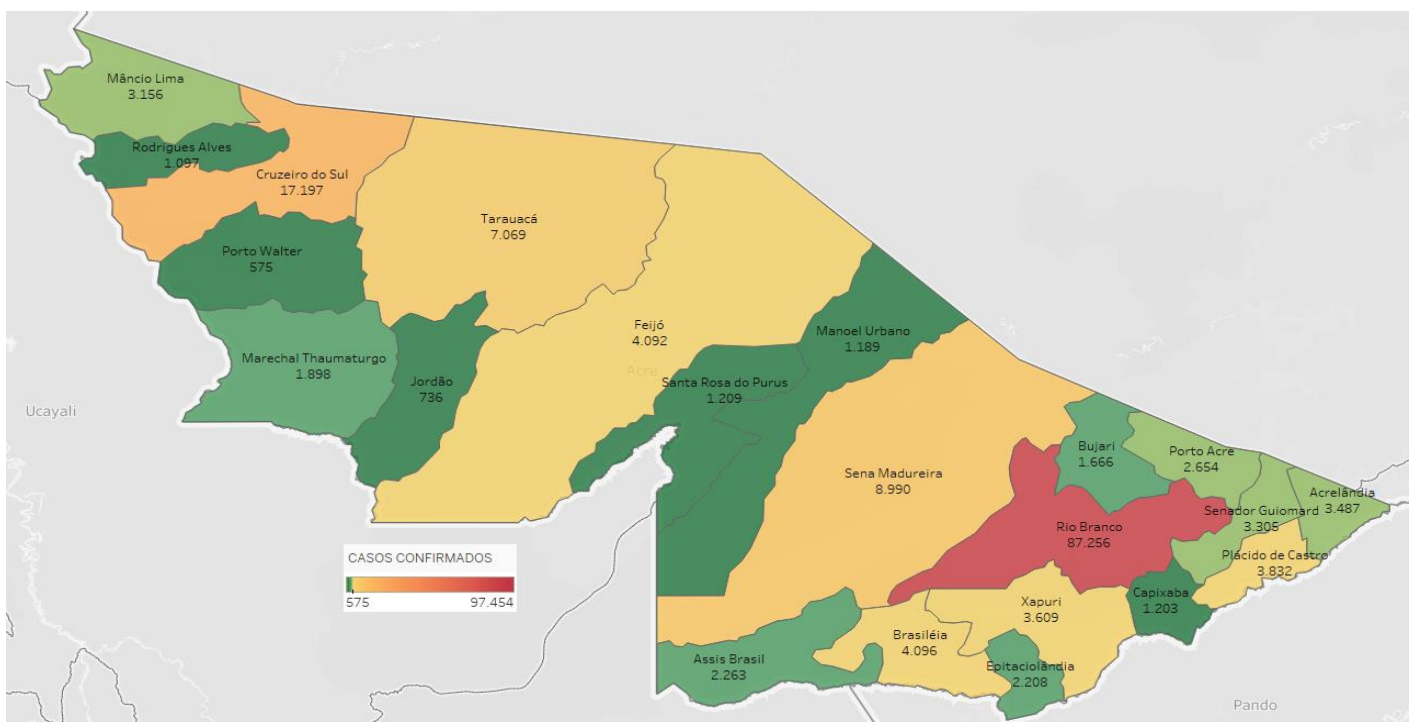 Mâncio Lima
3.156
Rodrigues Alves
1.097
Cruzeiro do Sul
17.197
Tarauacá
7.069
Porto Walter
575
Feijó
4.092
Acre
Manoel Urbano
1.189
Marechal Thaumaturgo
1.898
Jordão
736
Santa Rosa do Purus
1.209
Ucayali
Sena Madureira
8.990
Bujari
1.666
Porto Acre
2.654
Acrelândia
3.487
Senador Guiomard
3.305
Rio Branco
87.256
Plácido de Castro
3.832
CASOS CONFIRMADOS
575
97.454
Capixaba
1.203
Xapuri
3.609
Brasiléia
4.096
Assis Brasil
2.263
Epitaciolândia
2.208
Pando